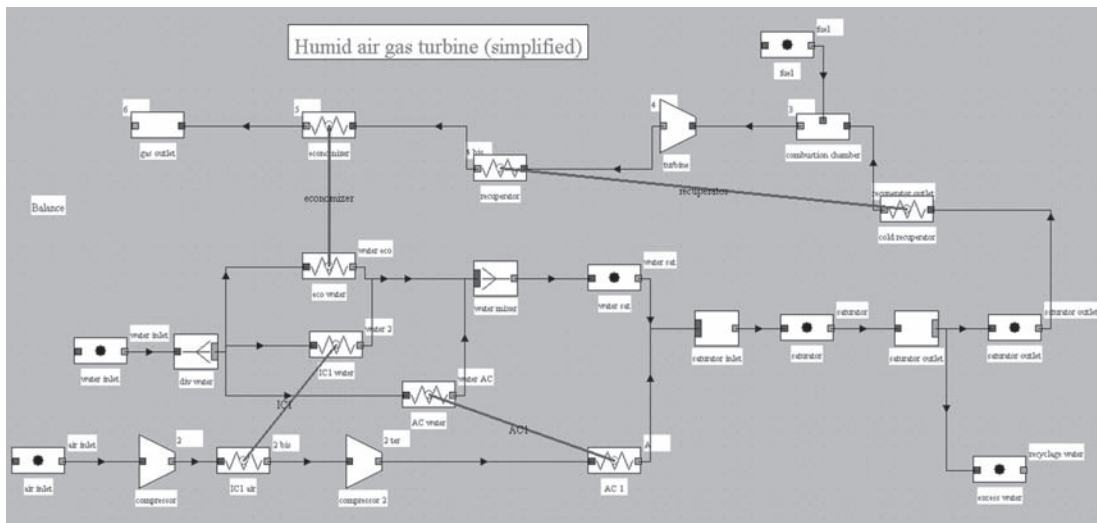 Humid air gas turbine (simplified)
fuel
fuel
6
gas outlet
5
economizer
4
turbine
3
combustion chamber
bis
recuperator
recuperator
cold recuperator
economizer
Balance
water eco
eco water
water mixer
water sat
water sat
water inlet
water inlet
div water
water 2
IC1 water
saturator inlet
saturator
saturator
saturator outlet
saturator outlet
saturator outlet
water AC
AC water
IC1
AC1
air inlet
air inlet
2
compressor
2 bis
IC1 air
2 ter
compressor 2
A
AC 1
recyclage water
excess water